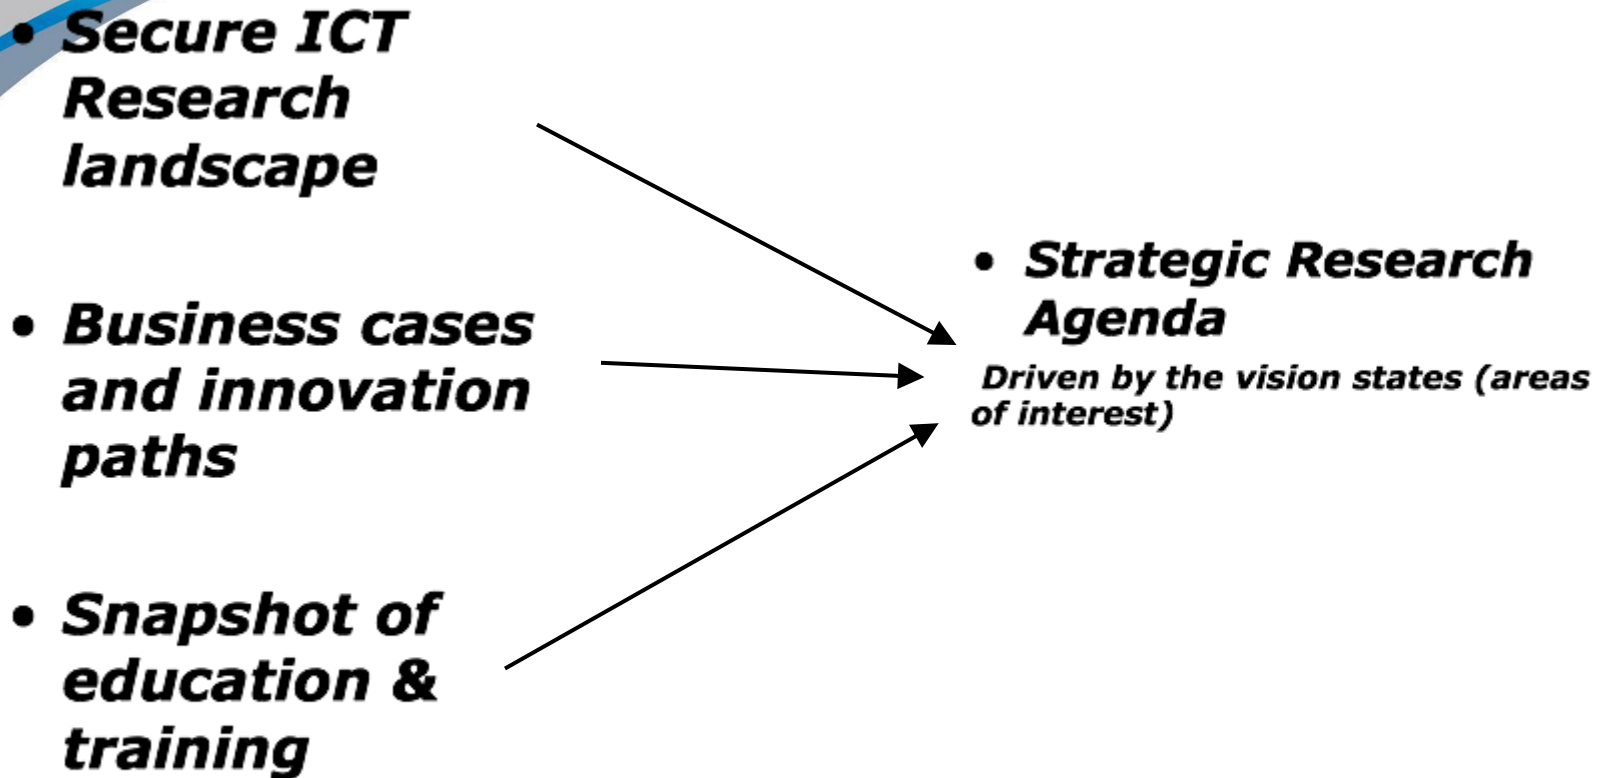 • Secure ICT
Research
landscape
• Business cases
and innovation
paths
• Snapshot of
education &
training
• Strategic Research
Agenda
Driven by the vision states (areas
of interest)